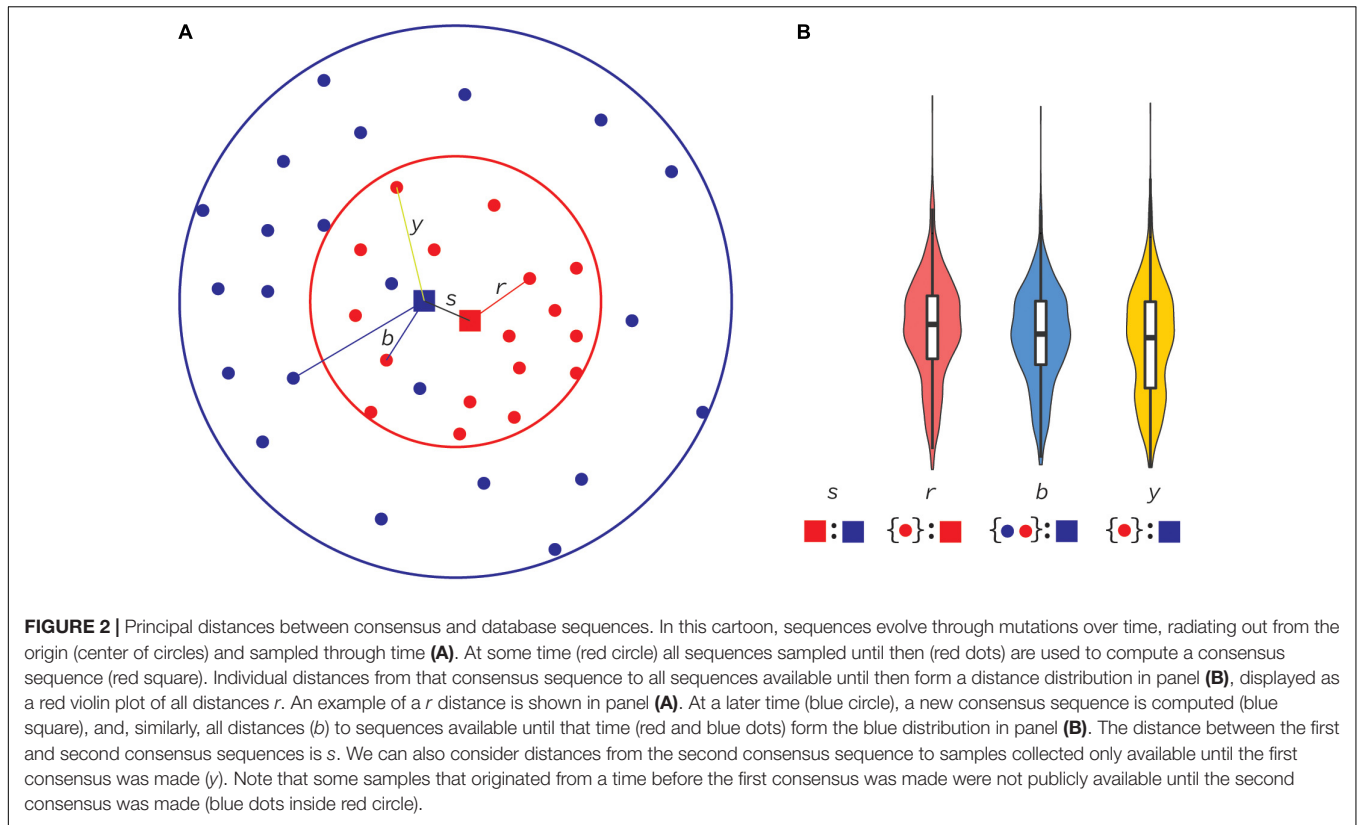 A
B
y
s
r
b
s r b y
: { } : { } : { } :
FIGURE 2 | Principal distances between consensus and database sequences. In this cartoon, sequences evolve through mutations over time, radiating out from the
origin (center of circles) and sampled through time (A). At some time (red circle) all sequences sampled until then (red dots) are used to compute a consensus
sequence (red square). Individual distances from that consensus sequence to all sequences available until then form a distance distribution in panel (B), displayed as
a red violin plot of all distances r. An example of a r distance is shown in panel (A). At a later time (blue circle), a new consensus sequence is computed (blue
square), and, similarly, all distances (b) to sequences available until that time (red and blue dots) form the blue distribution in panel (B). The distance between the first
and second consensus sequences is s. We can also consider distances from the second consensus sequence to samples collected only available until the first
consensus was made (y). Note that some samples that originated from a time before the first consensus was made were not publicly available until the second
consensus was made (blue dots inside red circle).